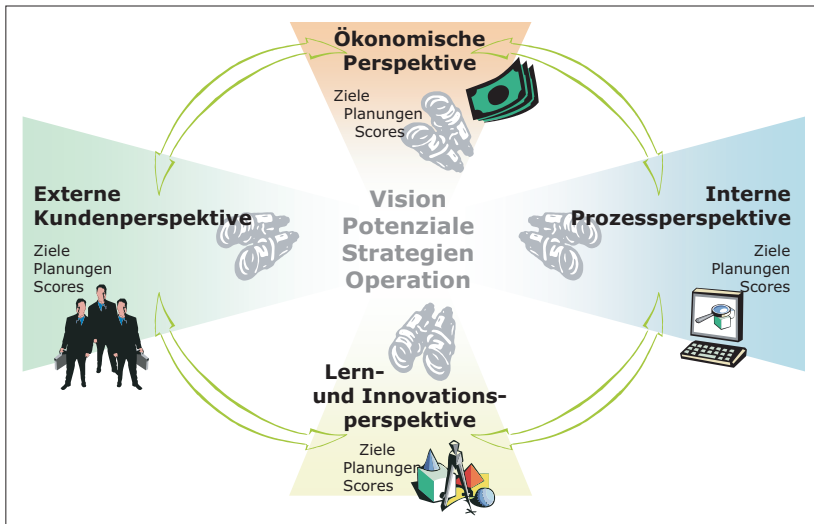 Ökonomische
Perspektive
Ziele
Planungen
Scores
Externe
Kundenperspektive
Ziele
Planungen
Scores
Vision
Potenziale
Strategien
Operation
Interne
Prozessperspektive
Ziele
Planungen
Scores
Lern-
und Innovations-
perspektive
Ziele
Planungen
Scores